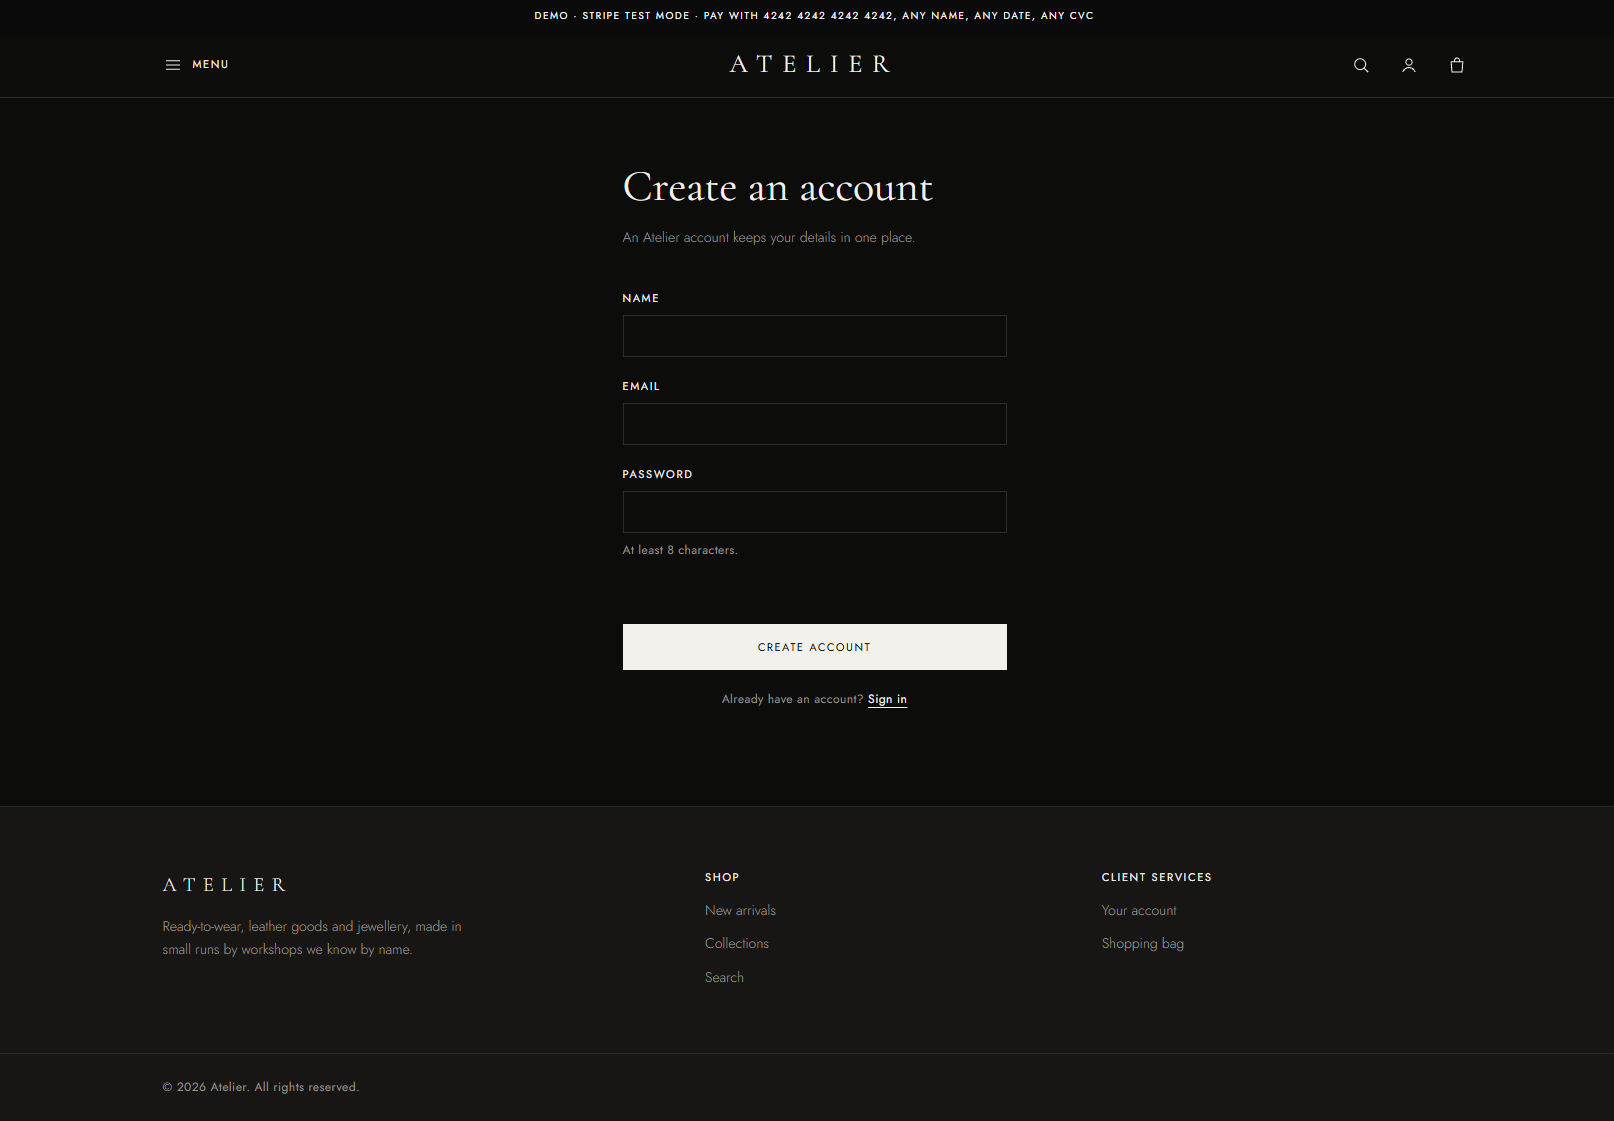 DEMO · STRIPE TEST MODE · PAY WITH 4242 4242 4242 4242, ANY NAME, ANY DATE, ANY CVC
MENU
ATELIER
Create an account
An Atelier account keeps your details in one place.
NAME
EMAIL
PASSWORD
At least 8 characters.
CREATE ACCOUNT
Already have an account? Sign in
ATELIER
Ready-to-wear, leather goods and jewellery, made in
small runs by workshops we know by name.
SHOP
New arrivals
Collections
Search
CLIENT SERVICES
Your account
Shopping bag
© 2026 Atelier. All rights reserved.